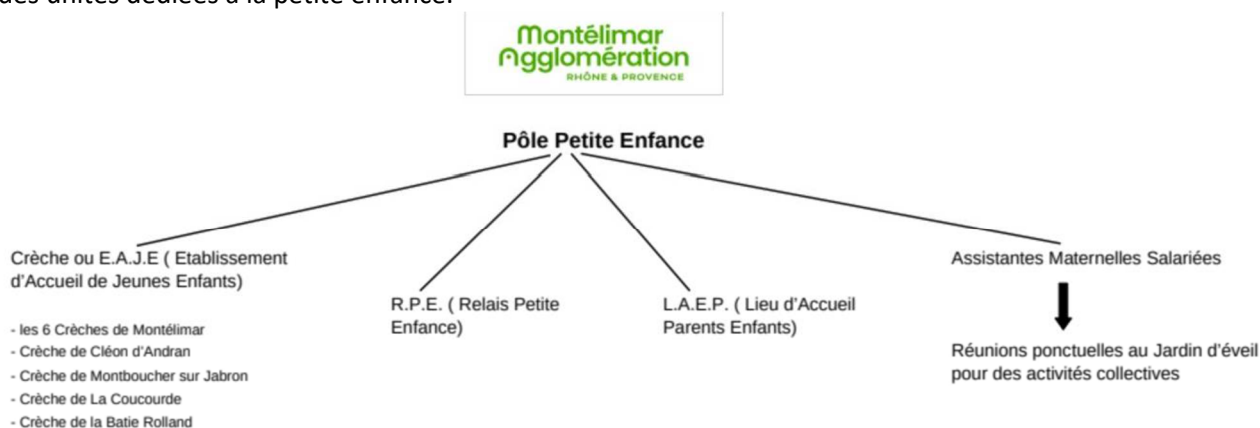 des unités dédiées à la petite enfance.
Montélimar
Agglomération
RHÔNE & PROVENCE
Pôle Petite Enfance
Crèche ou E.A.J.E ( Etablissement
d'Accueil de Jeunes Enfants)
- les 6 Crèches de Montélimar
- Crèche de Cléon d'Andran
- Crèche de Montboucher sur Jabron
- Crèche de La Coucourde
- Crèche de la Batie Rolland
R.P.E. ( Relais Petite
Enfance)
L.A.E.P. ( Lieu d'Accueil
Parents Enfants)
Assistantes Maternelles Salariées
Réunions ponctuelles au Jardin d'éveil
pour des activités collectives